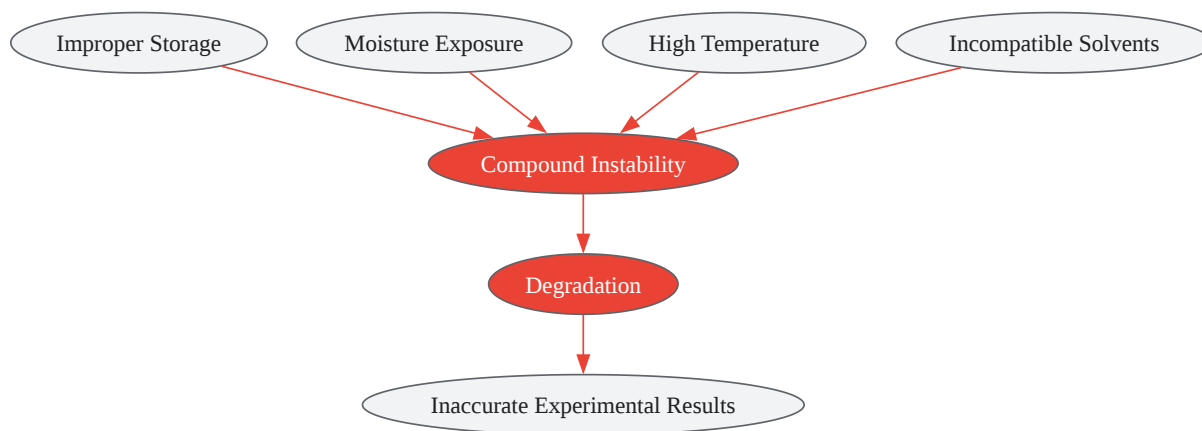 Improper Storage
Moisture Exposure
High Temperature
Incompatible Solvents
Compound Instability
Degradation
Inaccurate Experimental Results